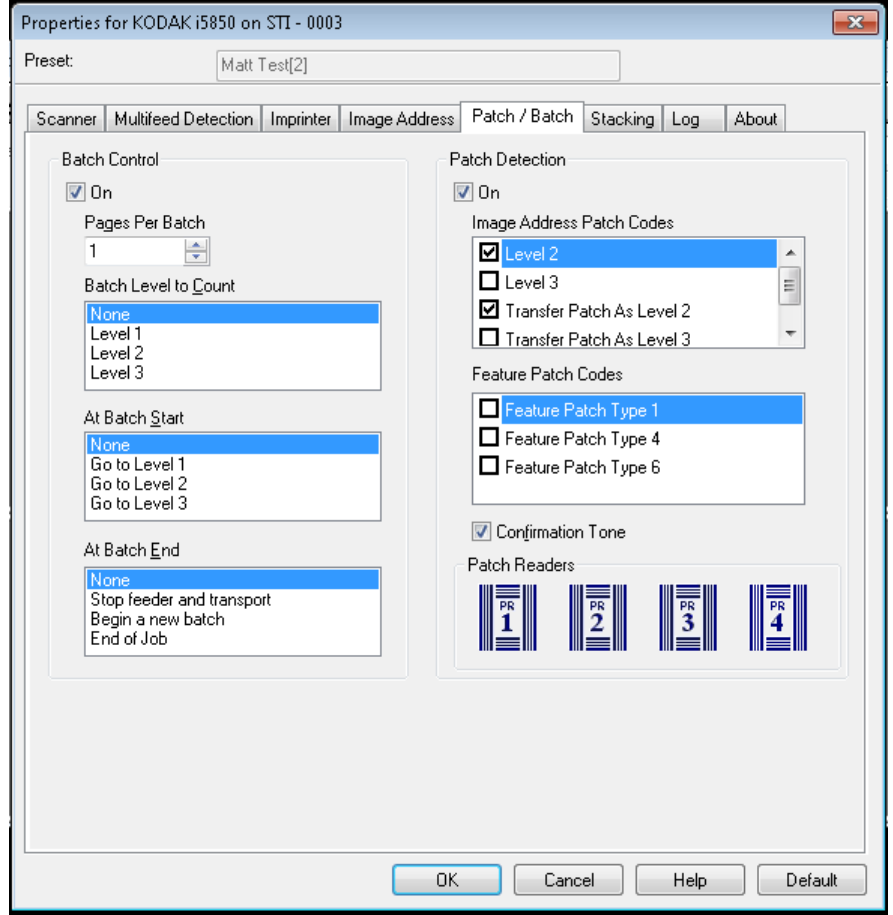 Properties for KODAK i5850 on STI - 0003
Preset:
Matt Test[2]
Scanner
Multifeed Detection
Imprinter
Image Address
Patch / Batch
Stacking
Log
About
Batch Control
On
Pages Per Batch
1
Batch Level to Count
None
Level 1
Level 2
Level 3
At Batch Start
None
Go to Level 1
Go to Level 2
Go to Level 3
At Batch End
None
Stop feeder and transport
Begin a new batch
End of Job
Patch Detection
On
Image Address Patch Codes
Level 2
Level 3
Transfer Patch As Level 2
Transfer Patch As Level 3
Feature Patch Codes
Feature Patch Type 1
Feature Patch Type 4
Feature Patch Type 6
Confirmation Tone
Patch Readers
PR
1
PR
2
PR
3
PR
4
OK
Cancel
Help
Default